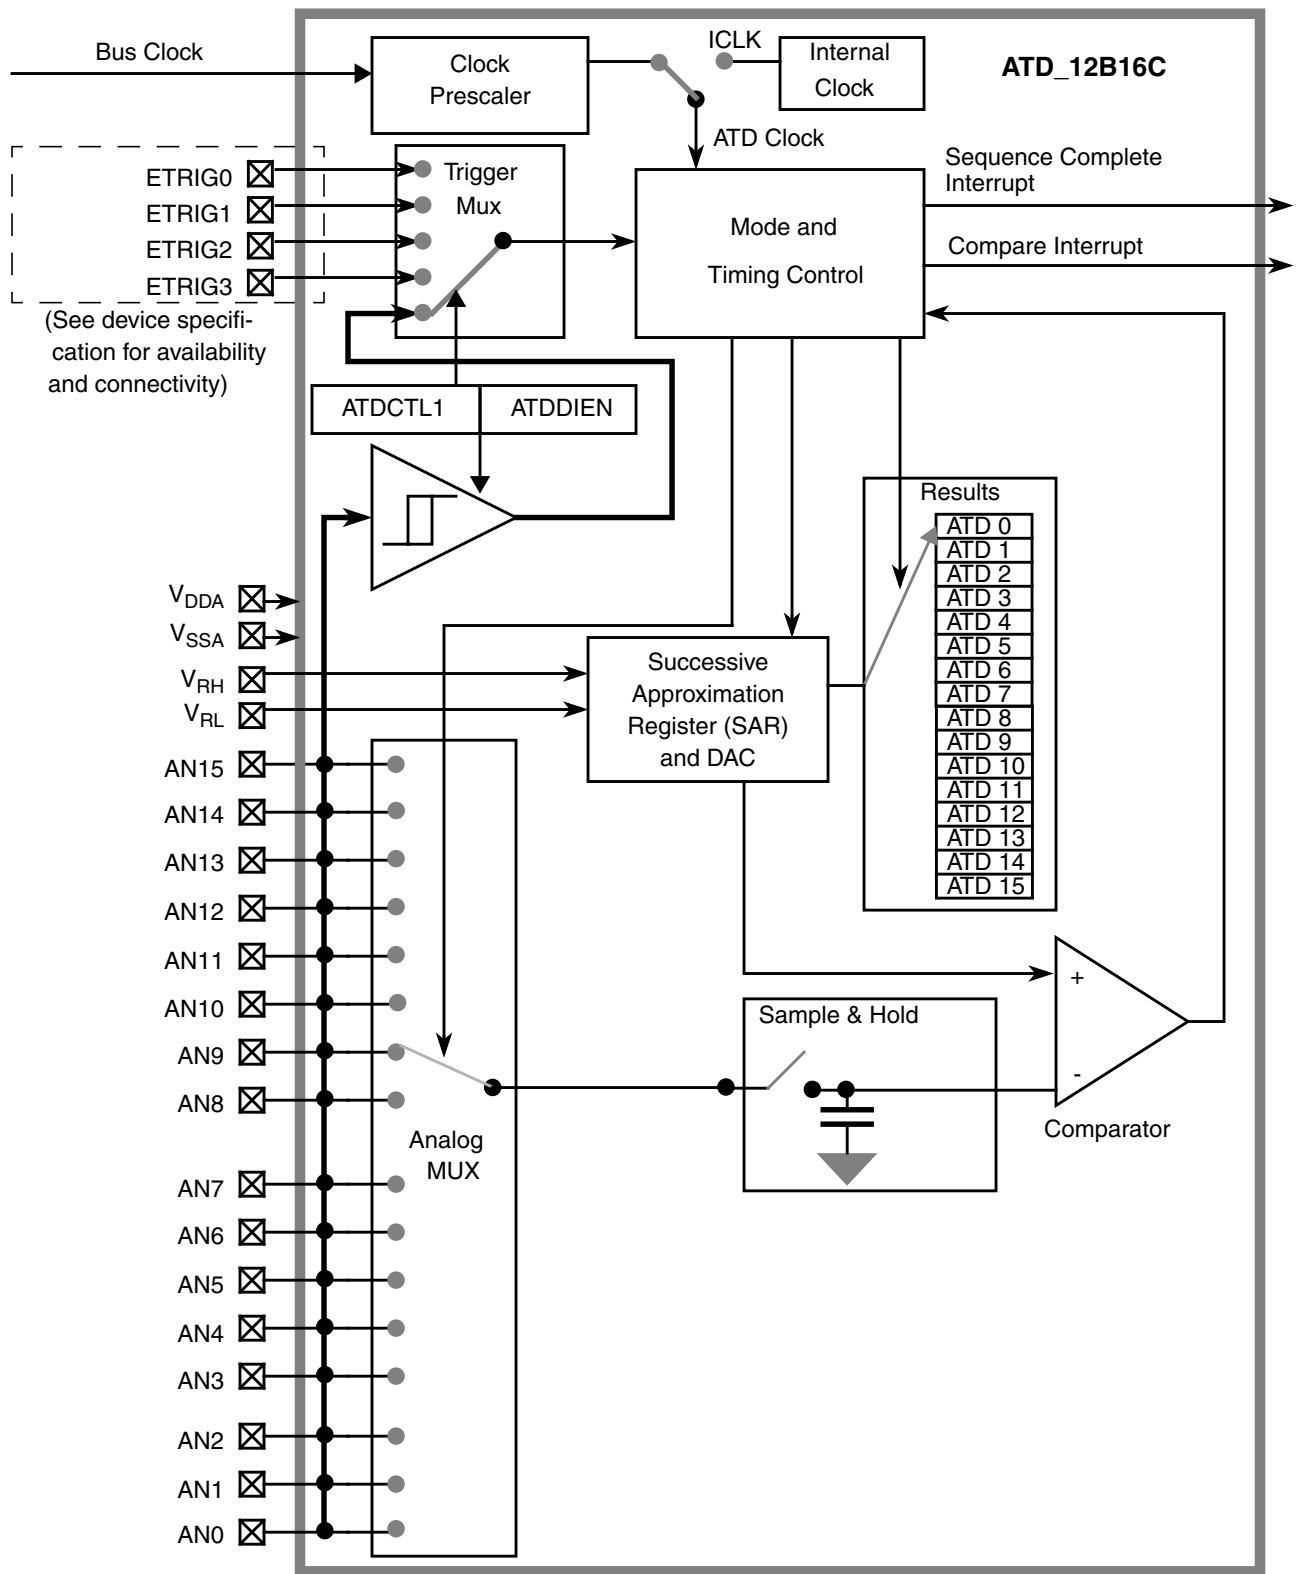 Bus Clock
Clock
Prescaler
ICLK
Internal
Clock
ATD_12B16C
ATD Clock
ETRIG0
ETRIG1
ETRIG2
ETRIG3
(See device specifi-
cation for availability
and connectivity)
Trigger
Mux
Mode and
Timing Control
Sequence Complete
Interrupt
Compare Interrupt
ATDCTL1
ATDDIEN
Results
ATD 0
ATD 1
ATD 2
ATD 3
ATD 4
ATD 5
ATD 6
ATD 7
ATD 8
ATD 9
ATD 10
ATD 11
ATD 12
ATD 13
ATD 14
ATD 15
VDDA
VSSA
VRH
VRL
Successive
Approximation
Register (SAR)
and DAC
AN15
AN14
AN13
AN12
AN11
AN10
AN9
AN8
AN7
AN6
AN5
AN4
AN3
AN2
AN1
AN0
Analog
MUX
Sample & Hold
+
-
Comparator